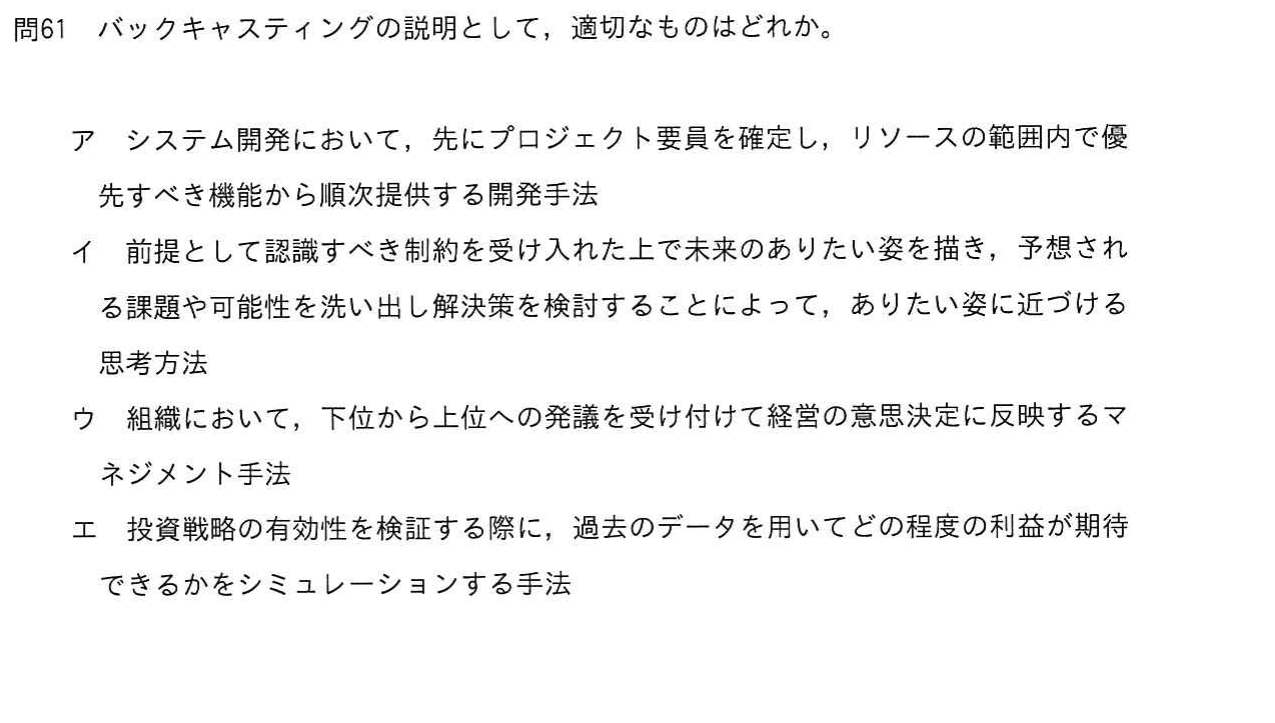 問61　バックキャスティングの説明として，適切なものはどれか。
ア　システム開発において，先にプロジェクト要員を確定し，リソースの範囲内で優
先すべき機能から順次提供する開発手法
イ　前提として認識すべき制約を受け入れた上で未来のありたい姿を描き，予想され
る課題や可能性を洗い出し解決策を検討することによって，ありたい姿に近づける
思考方法
ウ　組織において，下位から上位への発議を受け付けて経営の意思決定に反映するマ
ネジメント手法
エ　投資戦略の有効性を検証する際に，過去のデータを用いてどの程度の利益が期待
できるかをシミュレーションする手法